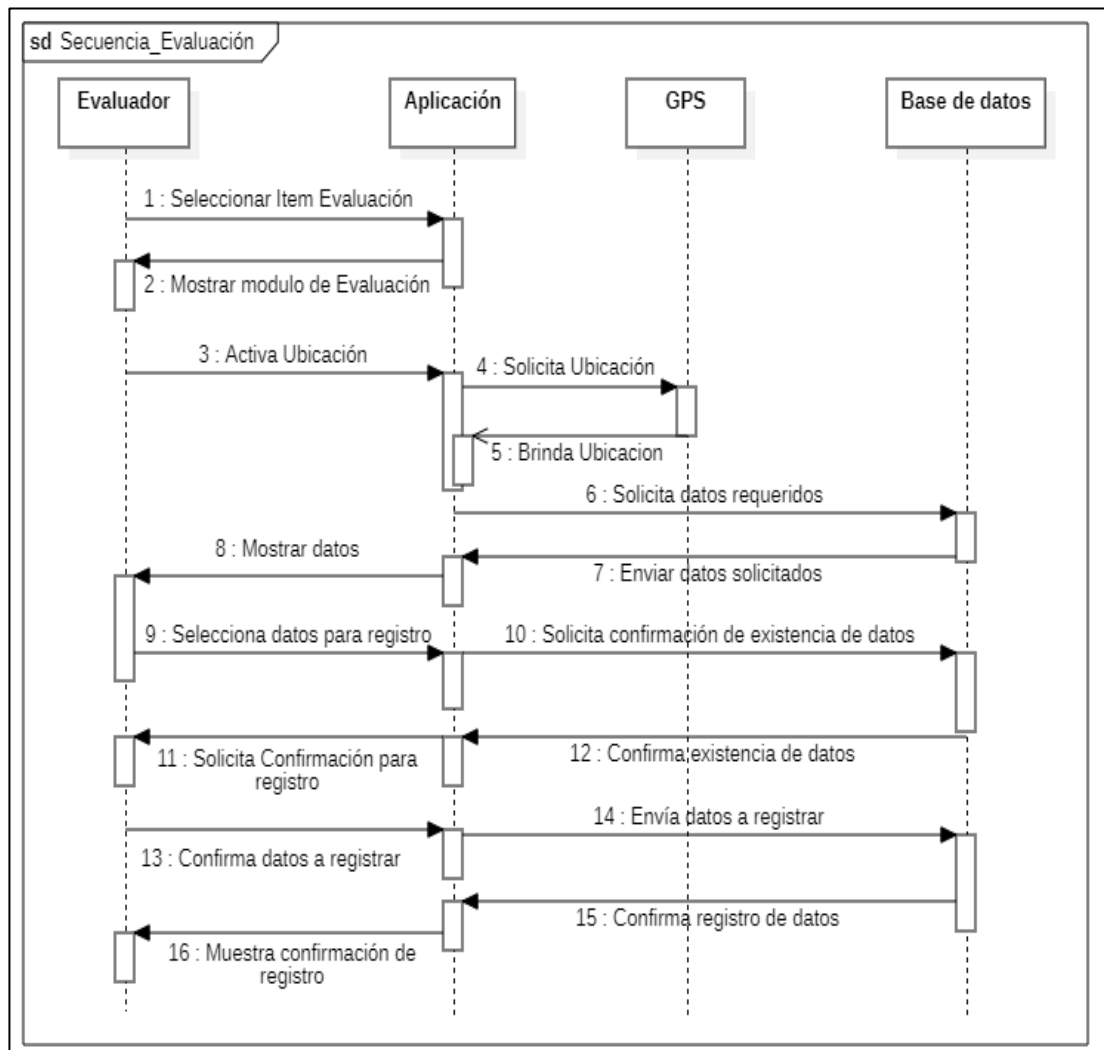 sd Secuencia_Evaluación
Evaluador
Aplicación
GPS
Base de datos
1 : Seleccionar Item Evaluación
2 : Mostrar modulo de Evaluación
3 : Activa Ubicación
4 : Solicita Ubicación
5 : Brinda Ubicacion
6 : Solicita datos requeridos
8 : Mostrar datos
7 : Enviar datos solicitados
9 : Selecciona datos para registro
10 : Solicita confirmación de existencia de datos
11 : Solicita Confirmación para
registro
12 : Confirma existencia de datos
14 : Envía datos a registrar
13 : Confirma datos a registrar
15 : Confirma registro de datos
16 : Muestra confirmación de
registro